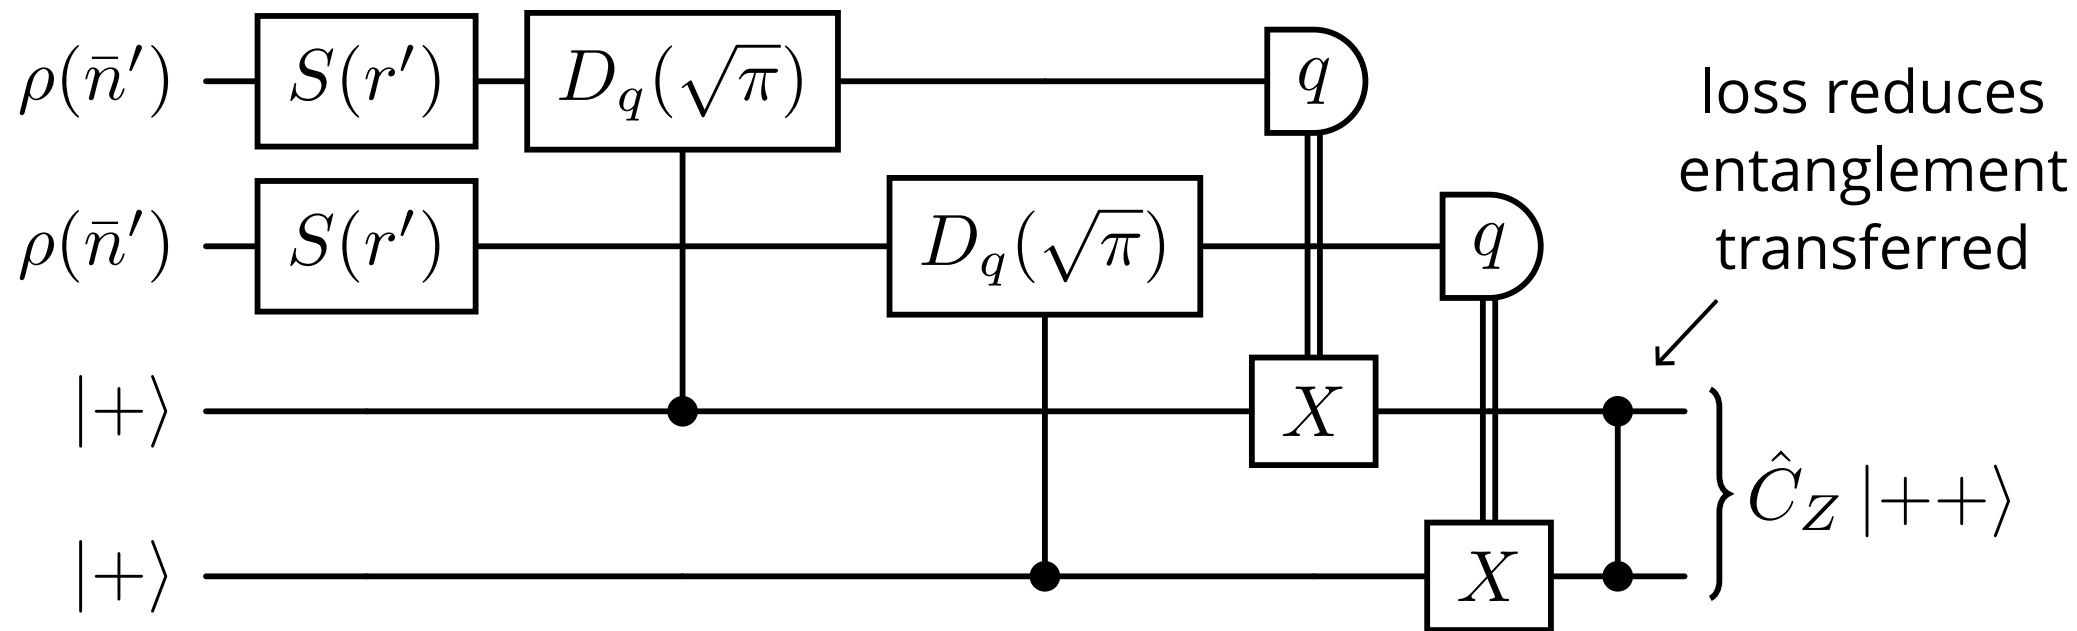 ρ(n̄′) S(r′) D_q(√π) q
ρ(n̄′) S(r′) D_q(√π) q
loss reduces
entanglement
transferred
|+⟩ X
|+⟩ X
Ĉ_Z |++⟩